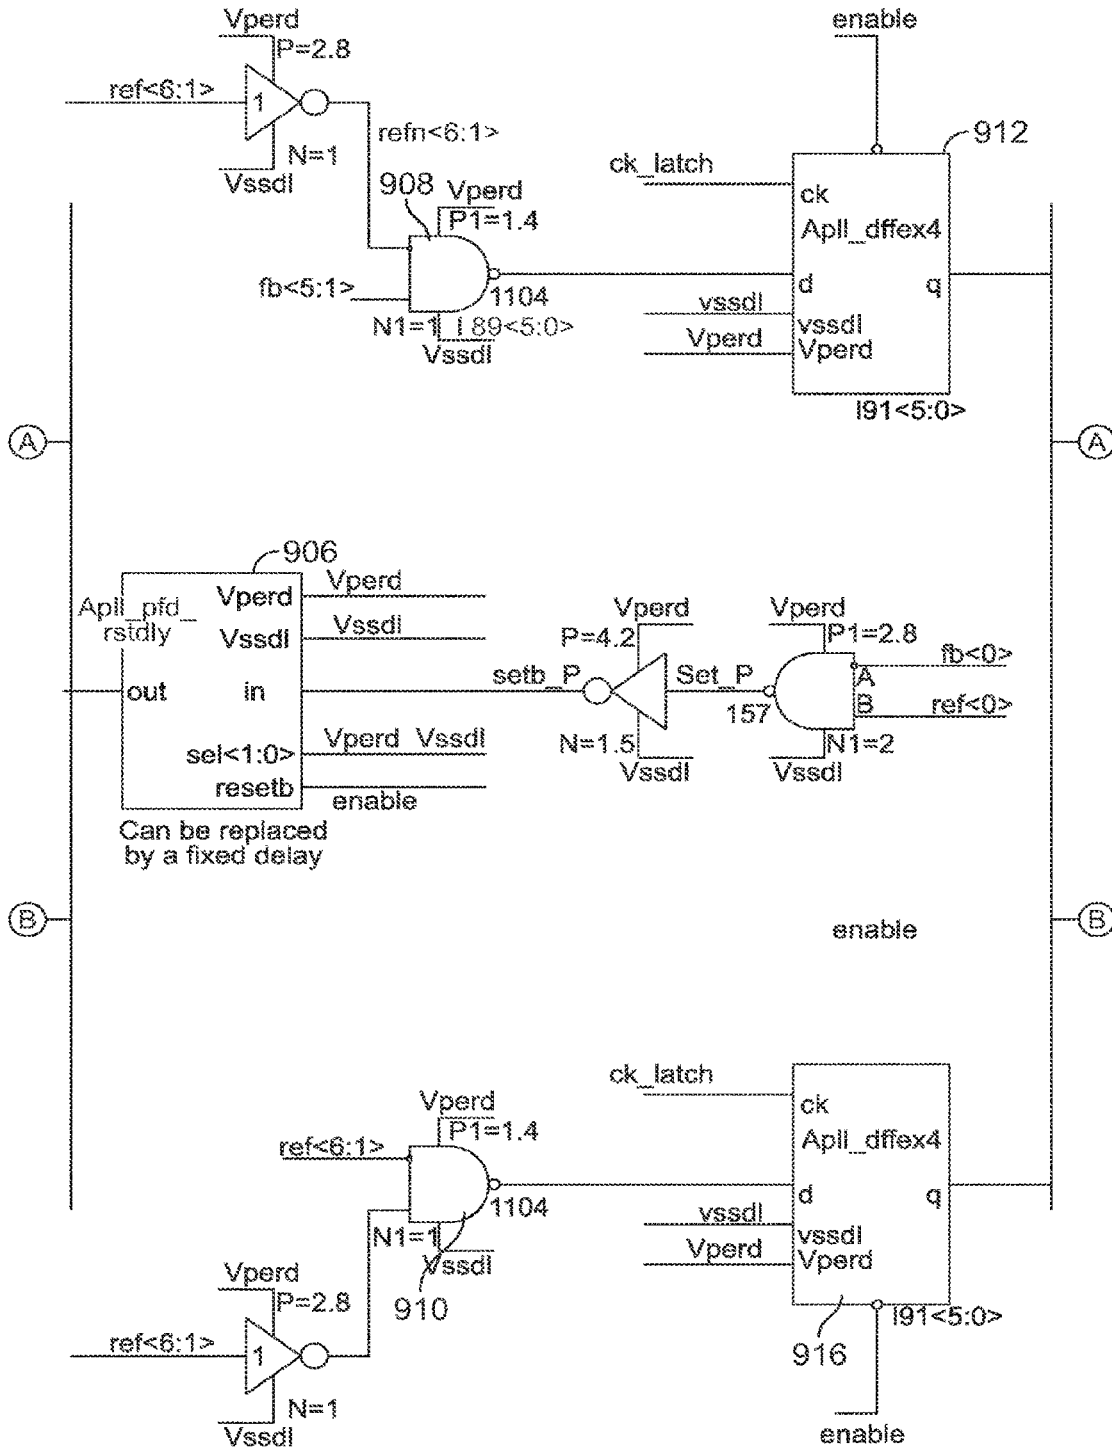 Vperd
P=2.8
ref<6:1>
1
N=1
Vssdl
refn<6:1>
908
Vperd
P1=1.4
fb<5:1>
1104
N1=1
L89<5:0>
Vssdl
enable
912
ck_latch
ck
Apll_dffex4
d
q
vssdl
vssdl
Vperd
Vperd
I91<5:0>
A
A
906
Apll_pfd_
rstdly
Vperd
Vperd
Vssdl
Vssdl
out
in
sel<1:0>
Vperd Vssdl
resetb
enable
Can be replaced
by a fixed delay
setb_P
Vperd
P=4.2
N=1.5
Vssdl
Set_P
Vperd
P1=2.8
157
A
B
fb<0>
ref<0>
N1=2
Vssdl
B
B
enable
Vperd
P1=1.4
ref<6:1>
1104
N1=1
Vssdl
910
Vperd
P=2.8
ref<6:1>
1
N=1
Vssdl
ck_latch
ck
Apll_dffex4
d
q
vssdl
vssdl
Vperd
Vperd
I91<5:0>
916
enable